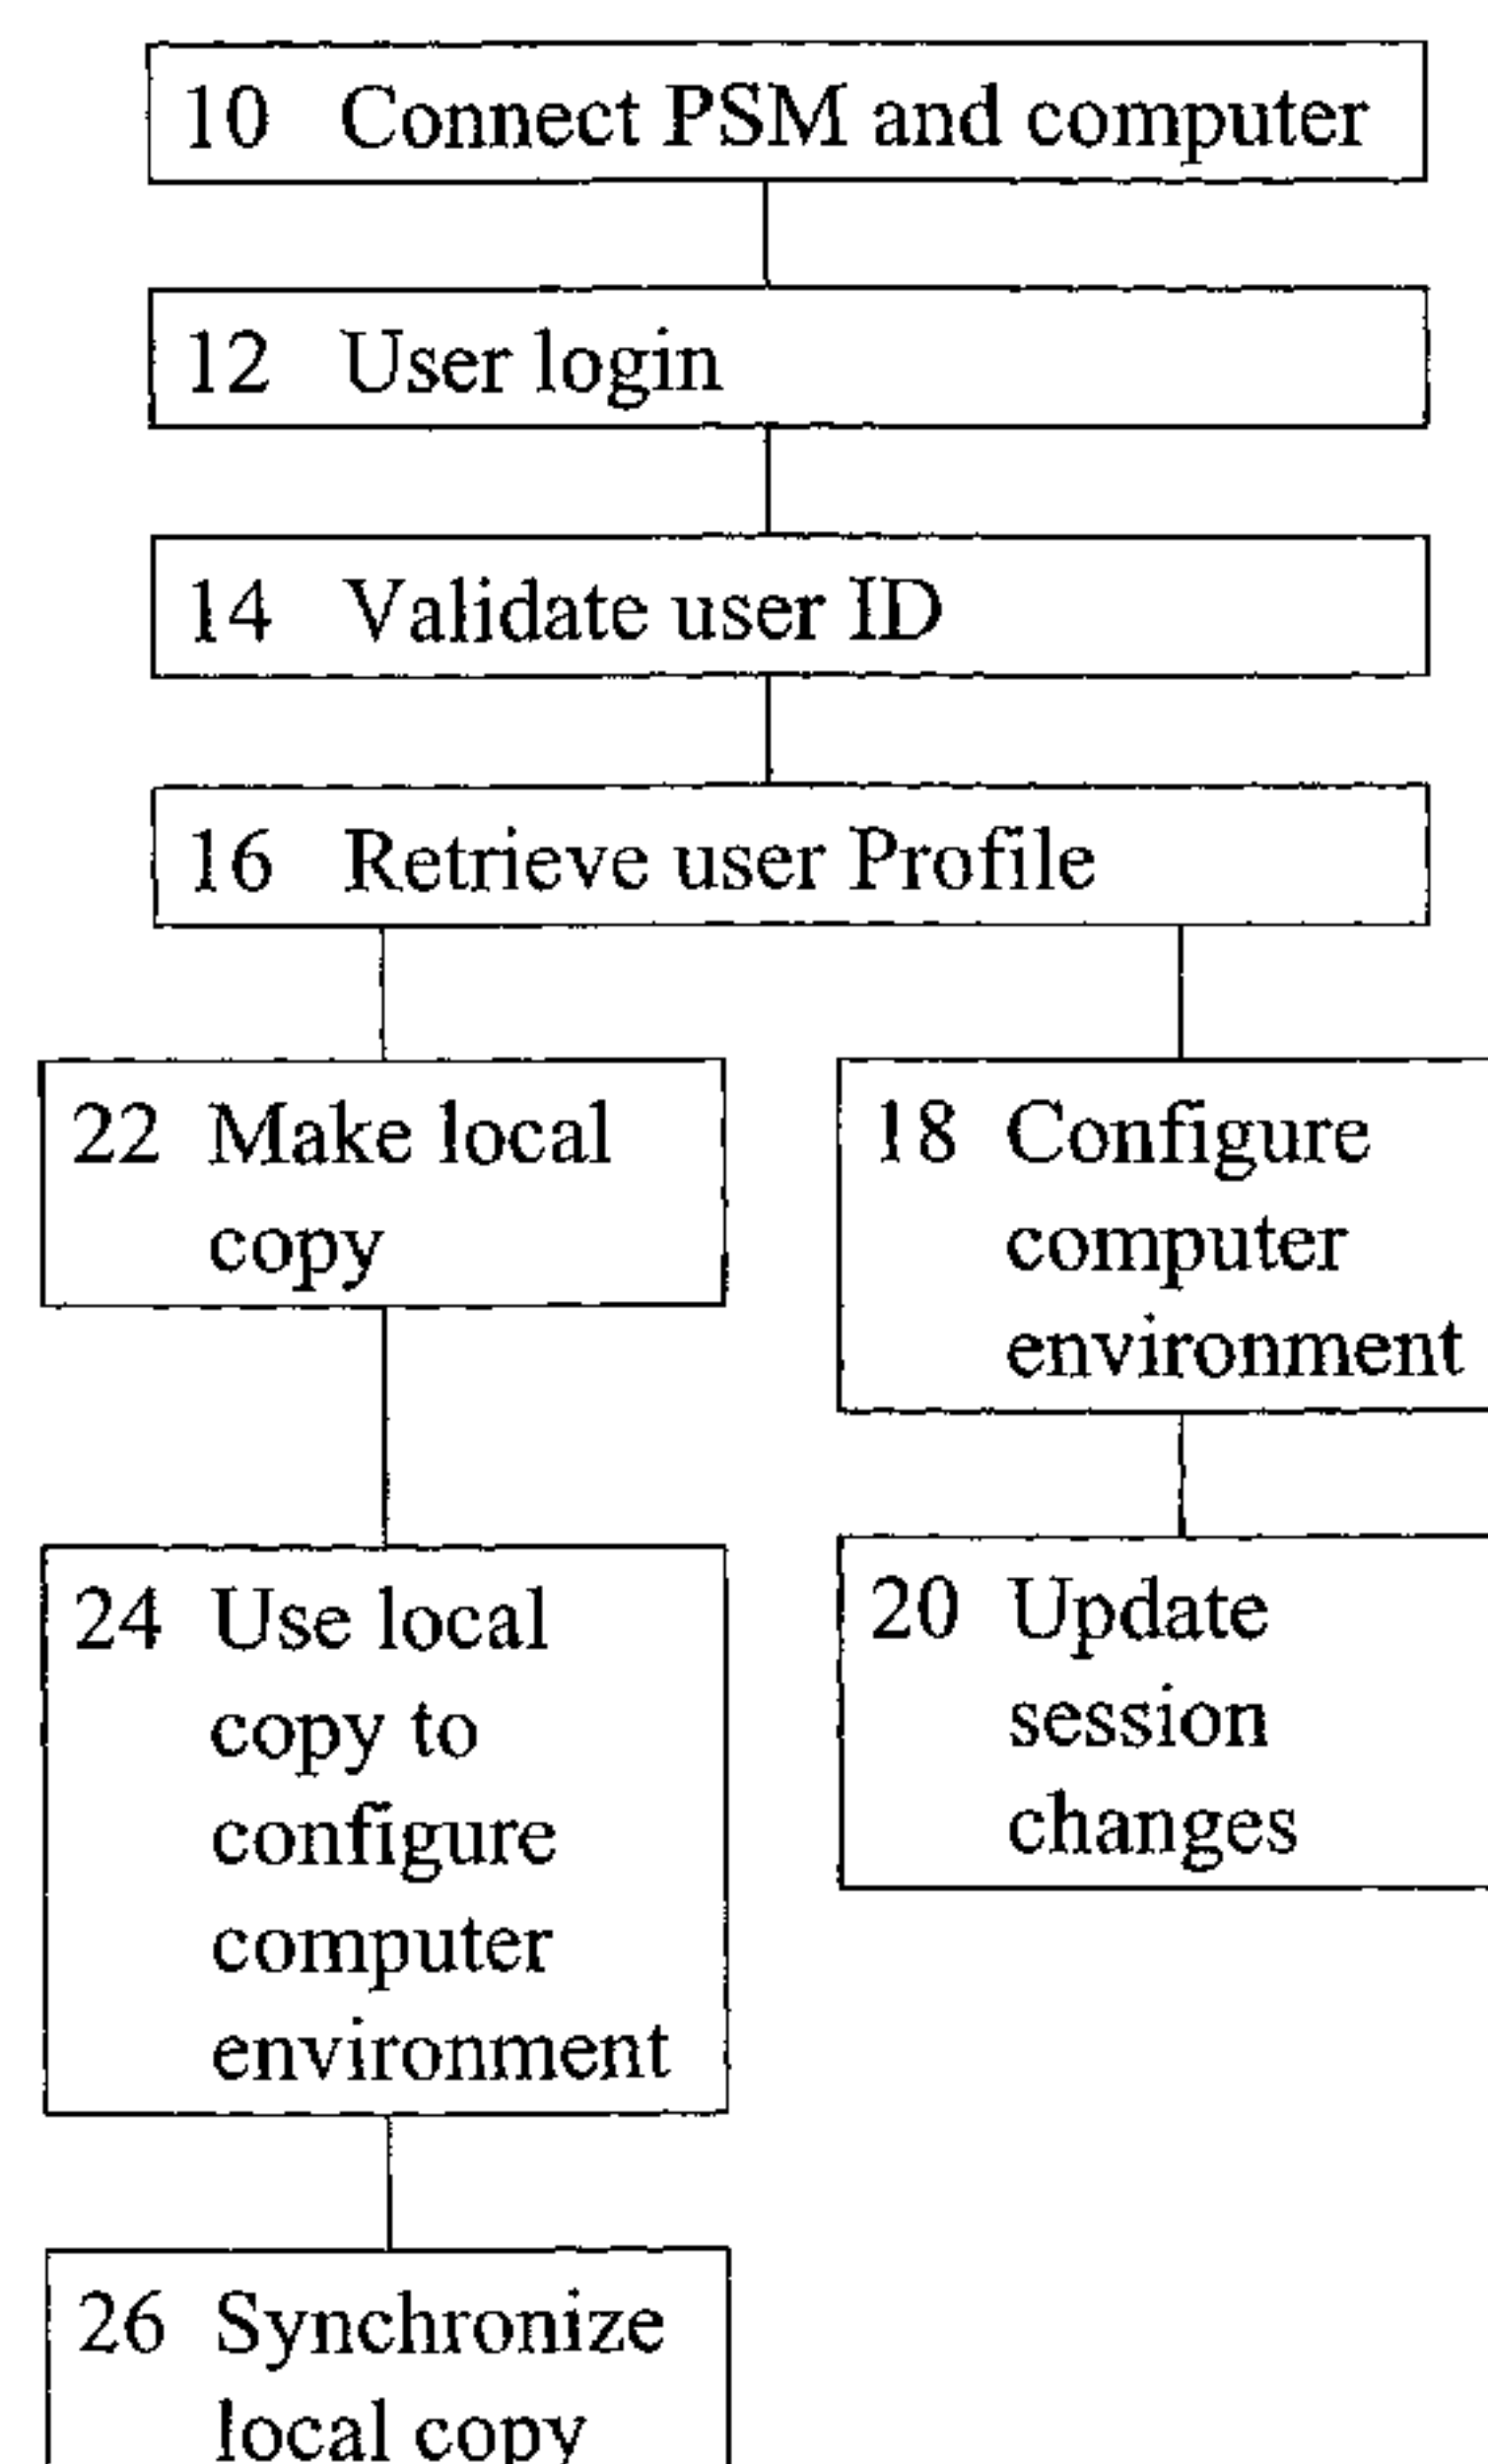 10 Connect PSM and computer
12 User login
14 Validate user ID
16 Retrieve user Profile
22 Make local
copy
18 Configure
computer
environment
24 Use local
copy to
configure
computer
environment
20 Update
session
changes
26 Synchronize
local copy